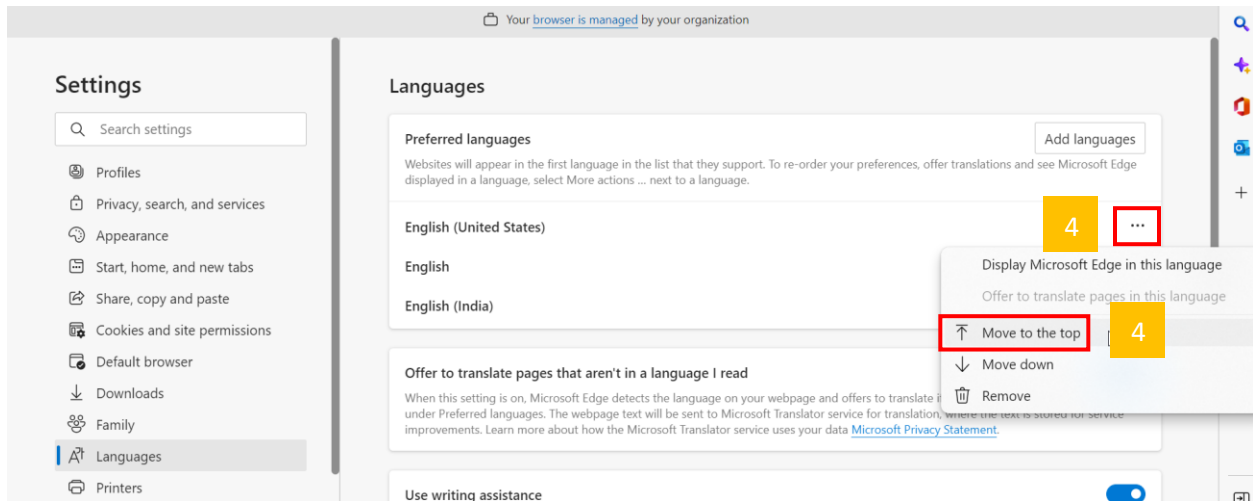 Your browser is managed by your organization
Settings
Search settings
Profiles
Privacy, search, and services
Appearance
Start, home, and new tabs
Share, copy and paste
Cookies and site permissions
Default browser
Downloads
Family
Languages
Printers
Languages
Preferred languages
Add languages
Websites will appear in the first language in the list that they support. To re-order your preferences, offer translations and see Microsoft Edge
displayed in a language, select More actions ... next to a language.
English (United States)
4
...
English
English (India)
Display Microsoft Edge in this language
Offer to translate pages in this language
Move to the top
4
Move down
Remove
Offer to translate pages that aren't in a language I read
When this setting is on, Microsoft Edge detects the language on your webpage and offers to translate
under Preferred languages. The webpage text will be sent to Microsoft Translator service for translation, where the text is stored for service
improvements. Learn more about how the Microsoft Translator service uses your data Microsoft Privacy Statement.
Use writing assistance